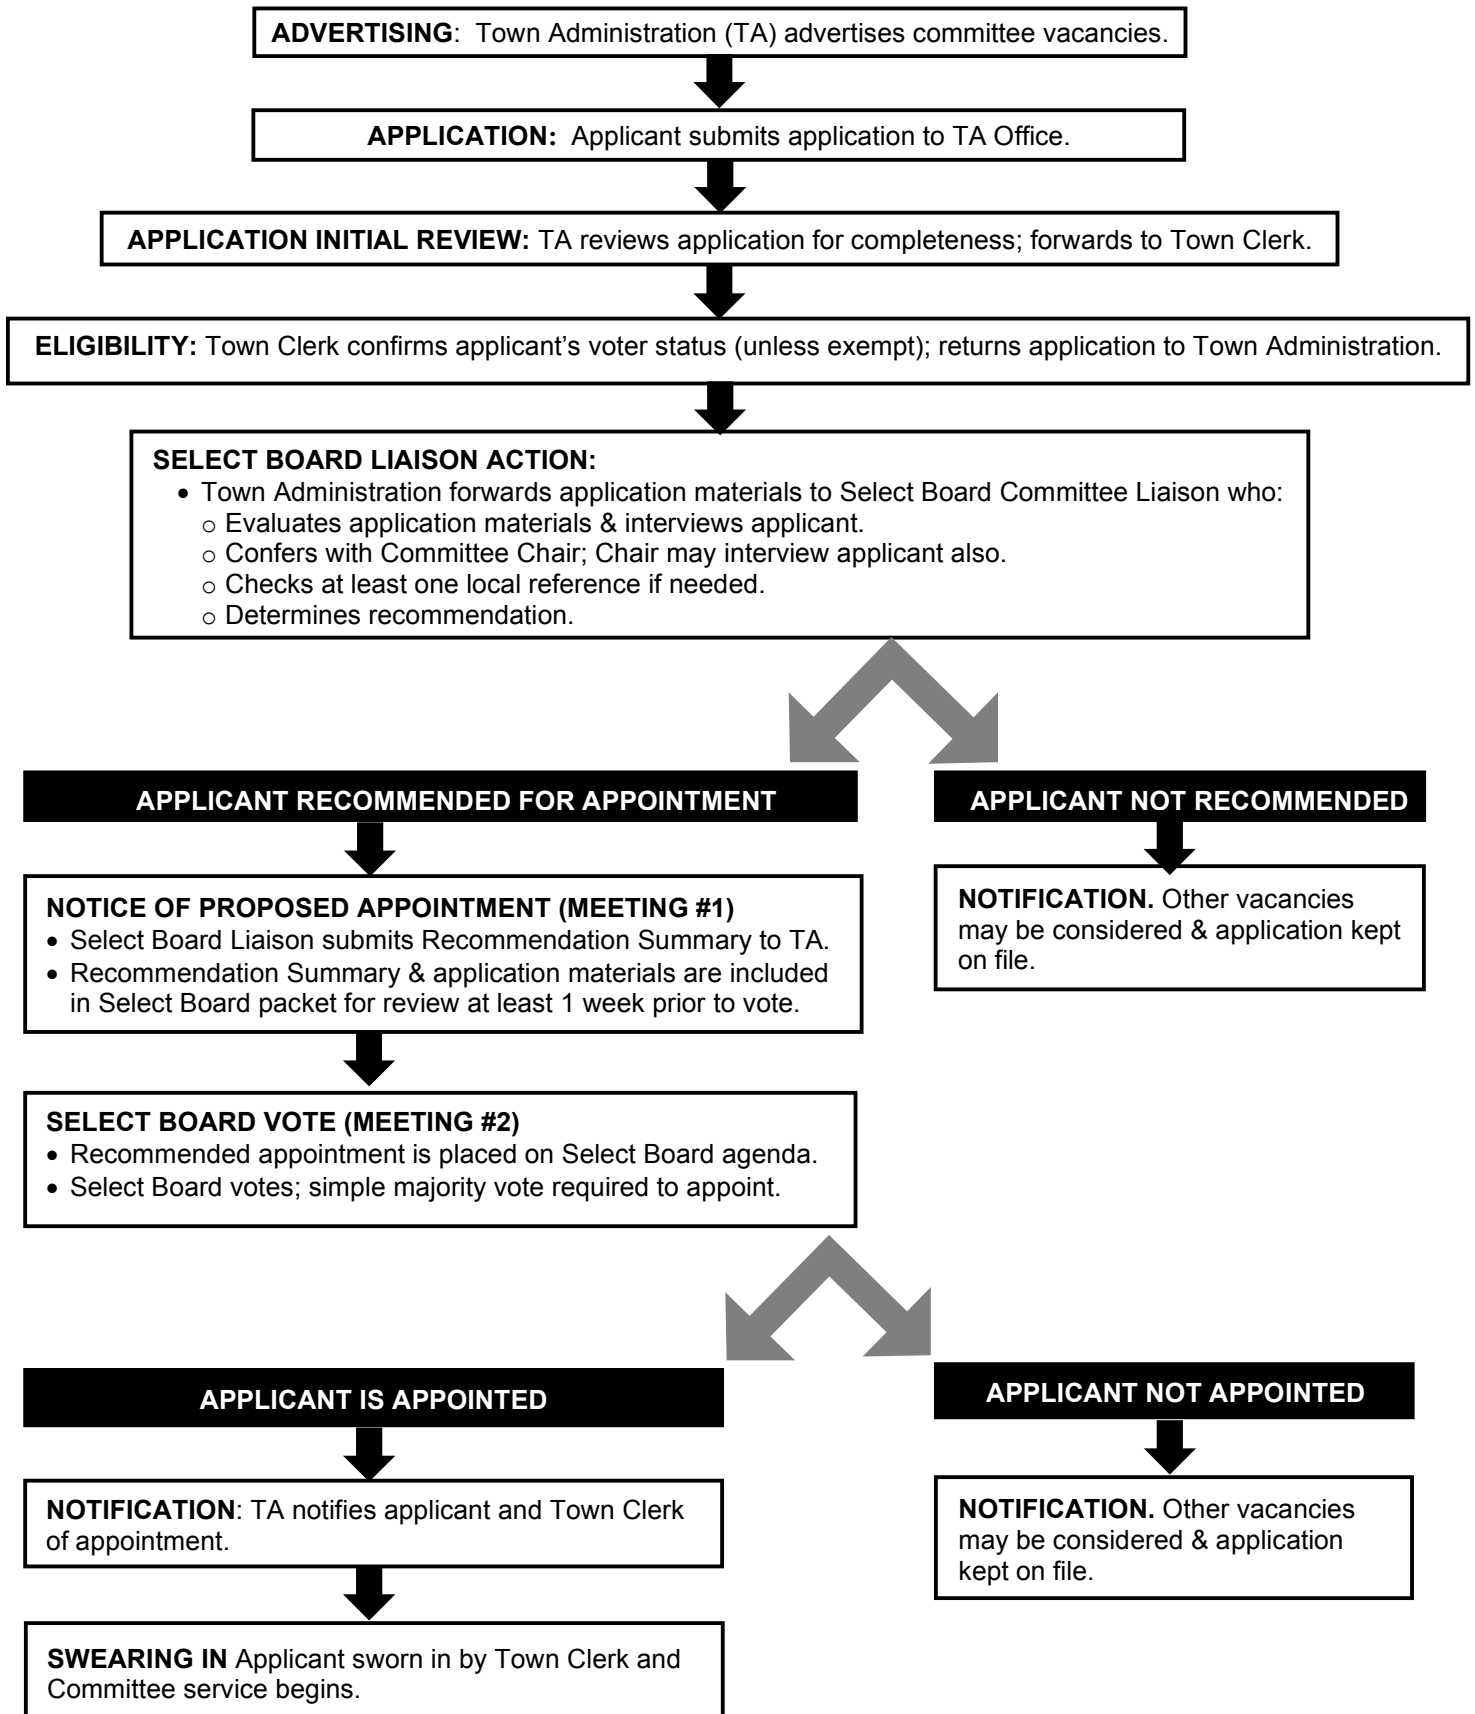 ADVERTISING: Town Administration (TA) advertises committee vacancies.
APPLICATION: Applicant submits application to TA Office.
APPLICATION INITIAL REVIEW: TA reviews application for completeness; forwards to Town Clerk.
ELIGIBILITY: Town Clerk confirms applicant’s voter status (unless exempt); returns application to Town Administration.
SELECT BOARD LIAISON ACTION:
• Town Administration forwards application materials to Select Board Committee Liaison who:
o Evaluates application materials & interviews applicant.
o Confers with Committee Chair; Chair may interview applicant also.
o Checks at least one local reference if needed.
o Determines recommendation.
APPLICANT RECOMMENDED FOR APPOINTMENT
NOTICE OF PROPOSED APPOINTMENT (MEETING #1)
• Select Board Liaison submits Recommendation Summary to TA.
• Recommendation Summary & application materials are included
in Select Board packet for review at least 1 week prior to vote.
APPLICANT NOT RECOMMENDED
NOTIFICATION. Other vacancies
may be considered & application kept
on file.
SELECT BOARD VOTE (MEETING #2)
• Recommended appointment is placed on Select Board agenda.
• Select Board votes; simple majority vote required to appoint.
APPLICANT IS APPOINTED
NOTIFICATION: TA notifies applicant and Town Clerk
of appointment.
SWEARING IN Applicant sworn in by Town Clerk and
Committee service begins.
APPLICANT NOT APPOINTED
NOTIFICATION. Other vacancies
may be considered & application
kept on file.